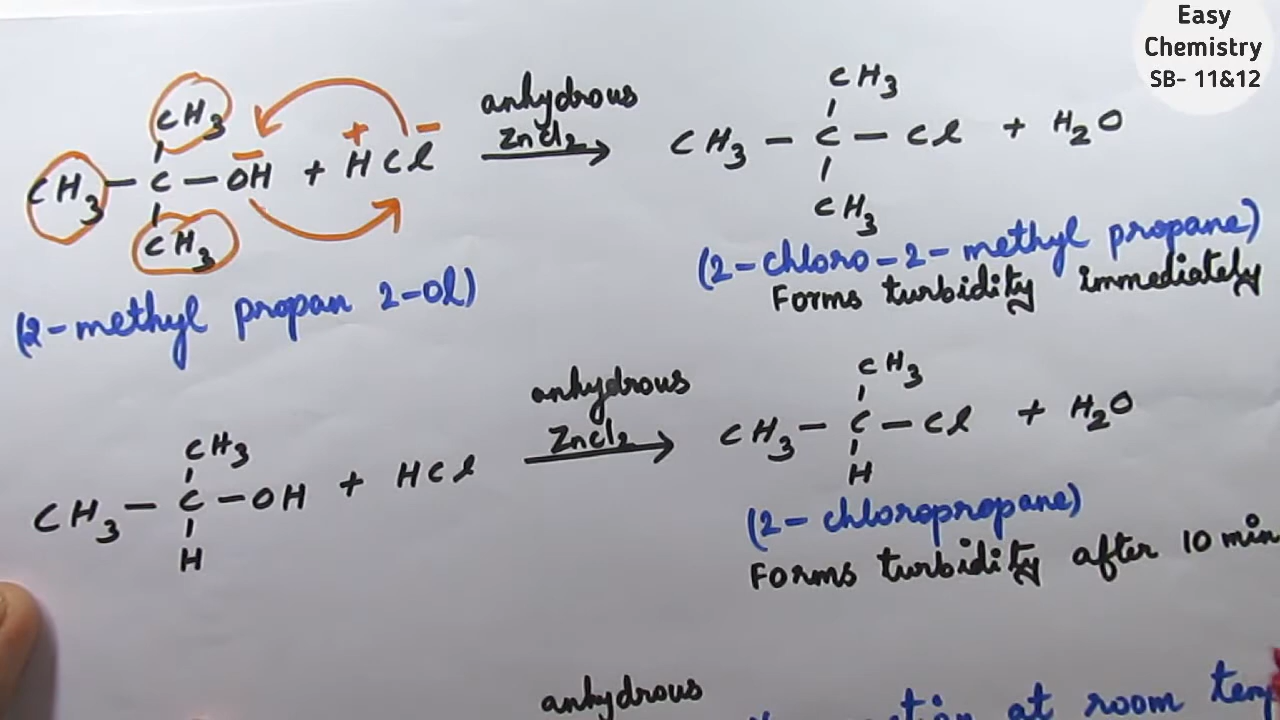 Easy
Chemistry
SB- 11&12
CH3
CH3 - C - OH + HCl
CH3
- + -
anhydrous
ZnCl2
CH3
CH3 - C - Cl + H2O
CH3
(2-methyl propan 2-Ol)
(2-chloro-2-methyl propane)
Forms turbidity immediately
CH3
CH3 - C - OH + HCl
H
anhydrous
ZnCl2
CH3
CH3 - C - Cl + H2O
H
(2- chloropropane)
Forms turbidity after 10 min
anhydrous
at room